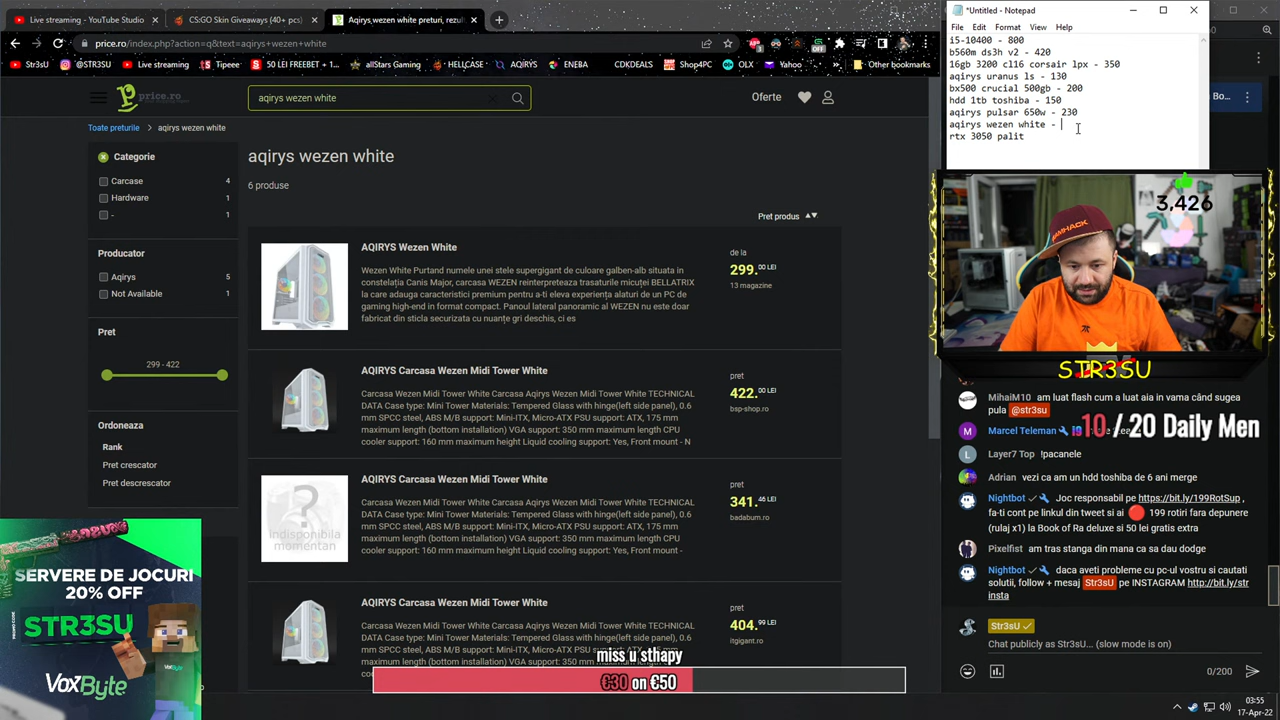 Live streaming - YouTube Studio
CS:GO Skin Giveaways (40+ pcs)
Aqirys,wezen white preturi, rezul
price.ro/index.php?action=q&text=aqirys+wezen+white
Str3sU
@STR3SU
Live streaming
Tipeee
50 LEI FREEBET + 1...
allStars Gaming
HELLCASE
AQIRYS
ENEBA
CDKDEALS
Shop4PC
OLX
Yahoo
Other bookmarks
price.ro
aqirys wezen white
Oferte
Toate preturile
aqirys wezen white
Categorie
Carcase 4
Hardware 1
- 1
Producator
Aqirys 5
Not Available 1
Pret
299 - 422
Ordoneaza
Rank
Pret crescator
Pret descrescator
aqirys wezen white
6 produse
Pret produs
AQIRYS Wezen White
Wezen White Purtand numele unei stele supergigant de culoare galben-alb situata in
constelația Canis Major, carcasa WEZEN reinterpreteaza trasaturile micuței BELLATRIX
la care adauga caracteristici premium pentru a-ti eleva experiența alaturi de un PC de
gaming high-end in format compact. Panoul lateral panoramic al WEZEN nu este doar
fabricat din sticla securizata cu nuanțe gri deschis, ci es
de la
299.00 LEI
13 magazine
AQIRYS Carcasa Wezen Midi Tower White
Carcasa Wezen Midi Tower White Carcasa Aqirys Wezen Midi Tower White TECHNICAL
DATA Case type: Mini Tower Materials: Tempered Glass with hinge(left side panel), 0.6
mm SPCC steel, ABS M/B support: Mini-ITX, Micro-ATX PSU support: ATX, 175 mm
maximum length (bottom installation) VGA support: 350 mm maximum length CPU
cooler support: 160 mm maximum height Liquid cooling support: Yes, Front mount - N
pret
422.00 LEI
bsp-shop.ro
AQIRYS Carcasa Wezen Midi Tower White
indisponibila
momentan
Carcasa Wezen Midi Tower White Carcasa Aqirys Wezen Midi Tower White TECHNICAL
DATA Case type: Mini Tower Materials: Tempered Glass with hinge(left side panel), 0.6
mm SPCC steel, ABS M/B support: Mini-ITX, Micro-ATX PSU support: ATX, 175 mm
maximum length (bottom installation) VGA support: 350 mm maximum length CPU
cooler support: 160 mm maximum height Liquid cooling support: Yes, Front mount -
pret
341.46 LEI
badabum.ro
AQIRYS Carcasa Wezen Midi Tower White
Carcasa Wezen Midi Tower White Carcasa Aqirys Wezen Midi Tower White TECHNICAL
DATA Case type: Mini Tower Materials: Tempered Glass with hinge(left side panel), 0.6
mm SPCC steel, ABS M/B support: Mini-ITX, Micro-ATX PSU support: ATX, 175 mm
pret
404.99 LEI
itgigant.ro
miss u sthapy
€30 on €50
SERVERE DE JOCURI
20% OFF
STR3SU
VOXBYTE
*Untitled - Notepad
File Edit Format View Help
i5-10400 - 800
b560m ds3h v2 - 420
16gb 3200 cl16 corsair lpx - 350
aqirys uranus ls - 130
bx500 crucial 500gb - 200
hdd 1tb toshiba - 150
aqirys pulsar 650w - 230
aqirys wezen white -
rtx 3050 palit
Bo...
3,426
STR3SU
MihaiM10 am luat flash cum a luat aia in vama când sugea
pula @str3su
Marcel Teleman
10 / 20 Daily Men
Layer7 Top !pacanele
Adrian vezi ca am un hdd toshiba de 6 ani merge
Nightbot Joc responsabil pe https://bit.ly/199RotSup ,
fa-ti cont pe linkul din tweet si ai 199 rotiri fara depunere
(rulaj x1) la Book of Ra deluxe si 50 lei gratis extra
Pixelfist am tras stanga din mana ca sa dau dodge
Nightbot daca aveti probleme cu pc-ul vostru si cautati
solutii, follow + mesaj Str3sU pe INSTAGRAM http://bit.ly/str
insta
Str3sU
Chat publicly as Str3sU... (slow mode is on)
0/200
03:55
17-Apr-22